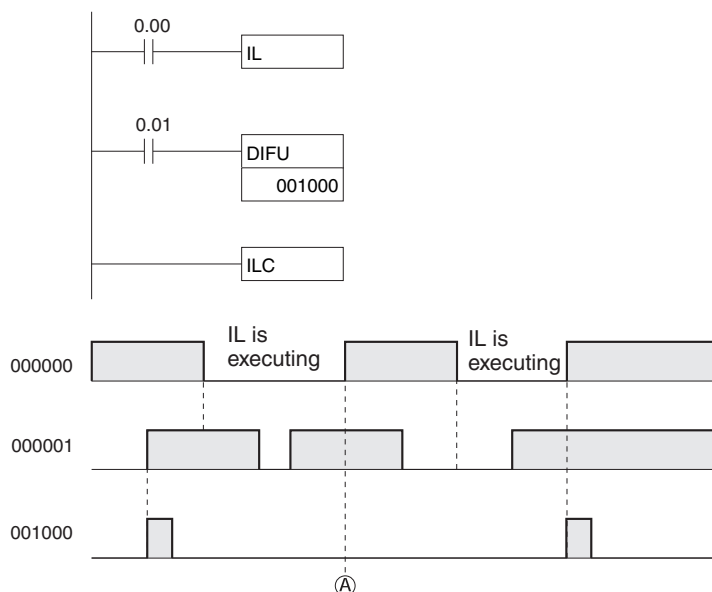 0.00
IL
0.01
DIFU
001000
ILC
IL is
executing
IL is
executing
000000
000001
001000
Ⓐ